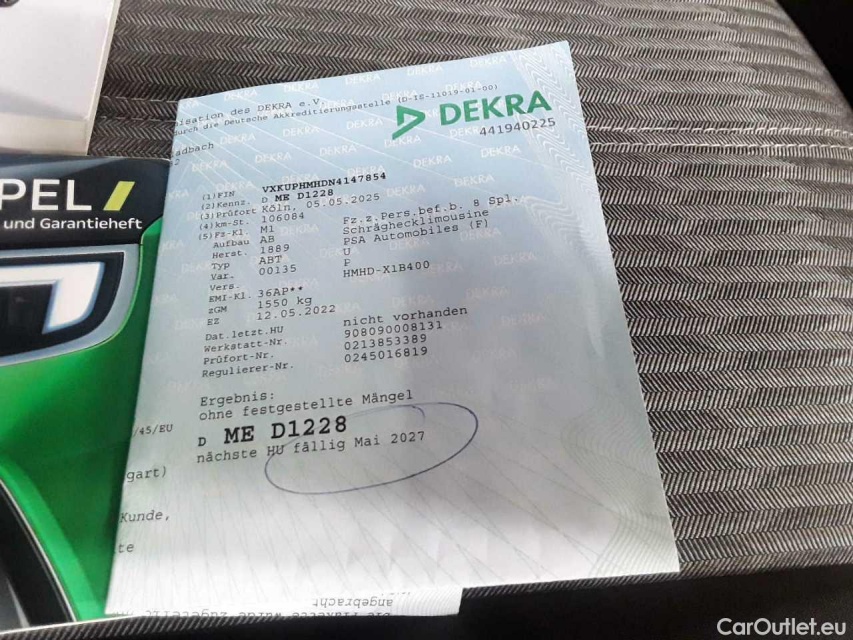 PEL
und Garantieheft
DEKRA
441940225
isation des DEKRA e.V.
durch die Deutsche Akkreditierungsstelle (D-IS-11019-01-00)
adbach
(1)FIN VXKUPHMHDN4147854
(2)Kennz. D ME D1228
(3)Prüfort Köln, 05.05.2025
(4)km-St. 106084
(5)Fz-Kl. M1 Fz.z.Pers.bef.b. 8 Spl.
Aufbau AB Schräghecklimousine
Herst. 1889 PSA Automobiles (F)
Typ ABT U
Var. 00135 P
Vers. HMHD-X1B400
EMI-Kl. 36AP**
zGM 1550 kg
EZ 12.05.2022
Dat.letzt.HU nicht vorhanden
Werkstatt-Nr. 908090008131
Prüfort-Nr. 0213853389
Regulierer-Nr. 0245016819
Ergebnis:
ohne festgestellte Mängel
D ME D1228
nächste HU fällig Mai 2027
/45/EU
gart)
Kunde,
te
angebracht
CarOutlet.eu